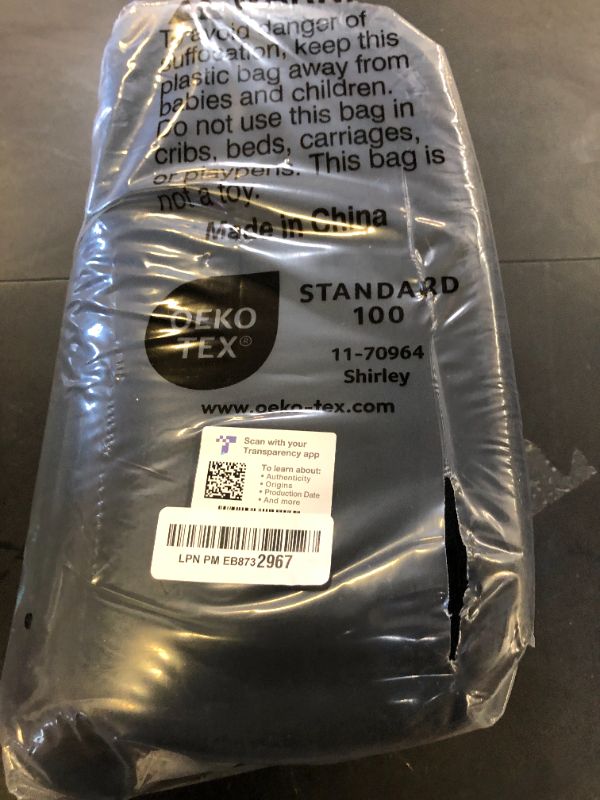 To avoid danger of
suffocation, keep this
plastic bag away from
babies and children.
Do not use this bag in
cribs, beds, carriages,
or playpens. This bag is
not a toy.
Made in China
OEKO
TEX®
STANDARD
100
11-70964
Shirley
www.oeko-tex.com
Scan with your
Transparency app
To learn about:
• Authenticity
• Origins
• Production Date
• And more
LPN PM EB8732967